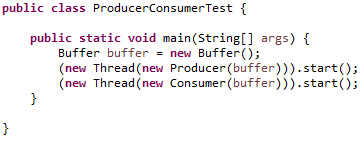 public class ProducerConsumerTest {
public static void main(String[] args) {
Buffer buffer = new Buffer();
(new Thread(new Producer(buffer))).start();
(new Thread(new Consumer(buffer))).start();
}
}